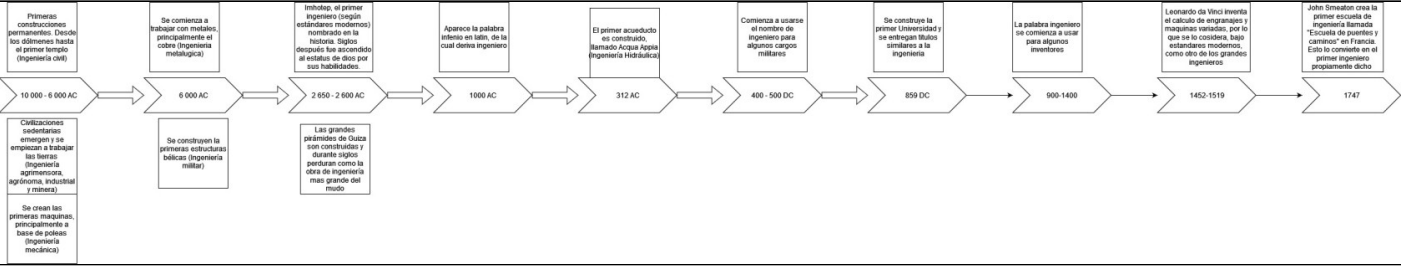 Primeras
construcciones
permanentes. Desde
los dólmenes hasta
el primer templo
(Ingeniería civil)
10 000 - 6 000 AC
Civilizaciones
sedentarias
emergen y se
empiezan a trabajar
las tierras
(Ingeniería
agrimensora,
agrónoma, industrial
y minera)
Se crean las
primeras maquinas,
principalmente a
base de poleas
(Ingeniería
mecánica)
Se comienza a
trabajar con metales,
principalmente el
cobre (Ingenieria
metalugica)
6 000 AC
Se construyen la
primeras estructuras
bélicas (Ingeniería
militar)
Imhotep, el primer
ingeniero (según
estándares modernos)
nombrado en la
historia. Siglos
después fue ascendido
al estatus de dios por
sus habilidades.
2 650 - 2 600 AC
Las grandes
pirámides de Guiza
son construidas y
durante siglos
perduran como la
obra de ingeniería
mas grande del
mudo
Aparece la palabra
infenio en latin, de la
cual deriva ingeniero
1000 AC
El primer acueducto
es construido,
llamado Acqua Appia
(Ingeniería Hidráulica)
312 AC
Comienza a usarse
el nombre de
ingeniero para
algunos cargos
militares
400 - 500 DC
Se construye la
primer Universidad y
se entregan titulos
similares a la
ingenieria
859 DC
La palabra ingeniero
se comienza a usar
para algunos
inventores
900-1400
Leonardo da Vinci inventa
el calculo de engranajes y
maquinas variadas, por lo
que se lo cosidera, bajo
estandares modernos,
como otro de los grandes
ingenieros
1452-1519
John Smeaton crea la
primer escuela de
ingeniería llamada
"Escuela de puentes y
caminos" en Francia.
Esto lo convierte en el
primer ingeniero
propiamente dicho
1747